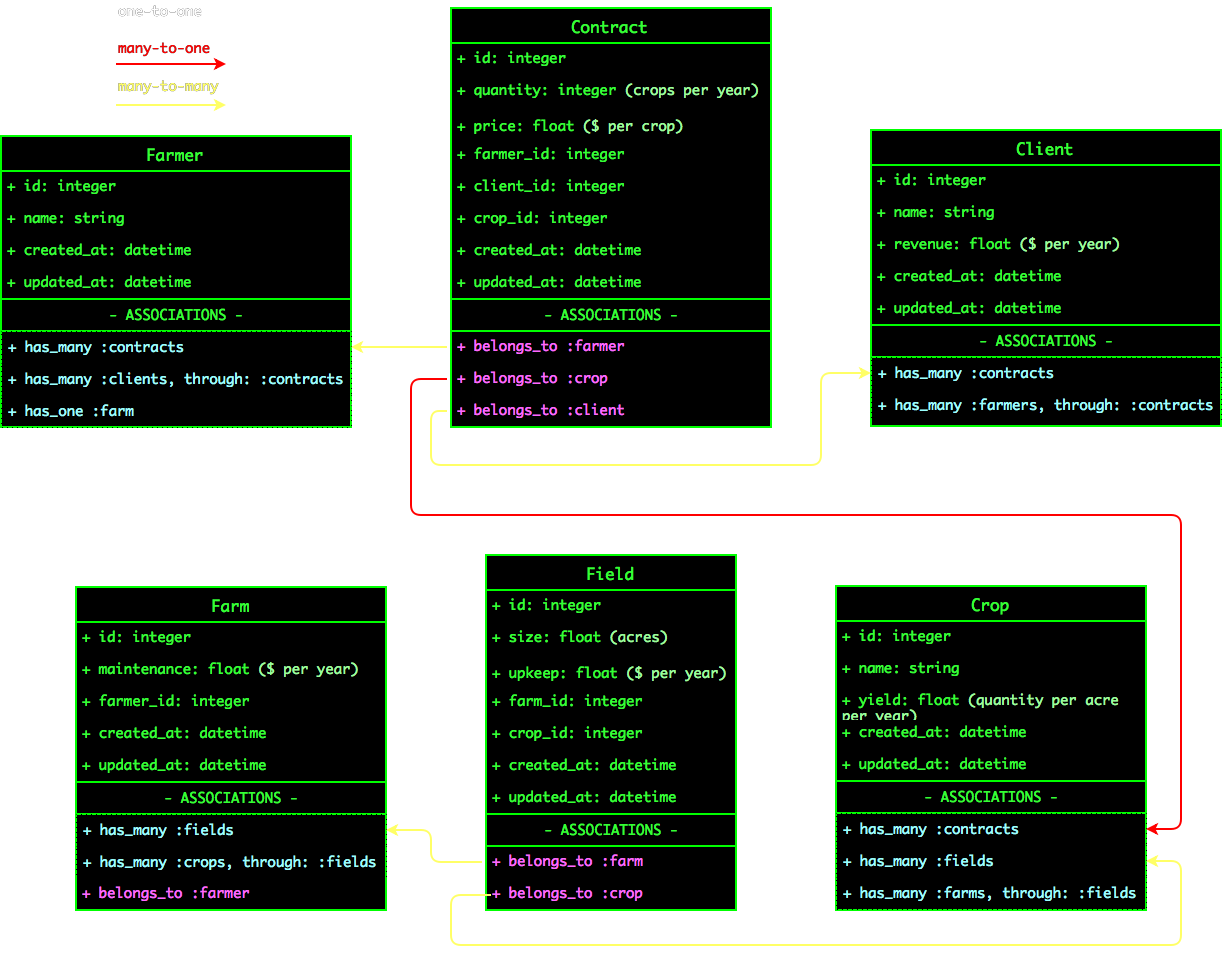 one-to-one
many-to-one
many-to-many
Farmer
+ id: integer
+ name: string
+ created_at: datetime
+ updated_at: datetime
- ASSOCIATIONS -
+ has_many :contracts
+ has_many :clients, through: :contracts
+ has_one :farm
Contract
+ id: integer
+ quantity: integer (crops per year)
+ price: float ($ per crop)
+ farmer_id: integer
+ client_id: integer
+ crop_id: integer
+ created_at: datetime
+ updated_at: datetime
- ASSOCIATIONS -
+ belongs_to :farmer
+ belongs_to :crop
+ belongs_to :client
Client
+ id: integer
+ name: string
+ revenue: float ($ per year)
+ created_at: datetime
+ updated_at: datetime
- ASSOCIATIONS -
+ has_many :contracts
+ has_many :farmers, through: :contracts
Farm
+ id: integer
+ maintenance: float ($ per year)
+ farmer_id: integer
+ created_at: datetime
+ updated_at: datetime
- ASSOCIATIONS -
+ has_many :fields
+ has_many :crops, through: :fields
+ belongs_to :farmer
Field
+ id: integer
+ size: float (acres)
+ upkeep: float ($ per year)
+ farm_id: integer
+ crop_id: integer
+ created_at: datetime
+ updated_at: datetime
- ASSOCIATIONS -
+ belongs_to :farm
+ belongs_to :crop
Crop
+ id: integer
+ name: string
+ yield: float (quantity per acre
per year)
+ created_at: datetime
+ updated_at: datetime
- ASSOCIATIONS -
+ has_many :contracts
+ has_many :fields
+ has_many :farms, through: :fields